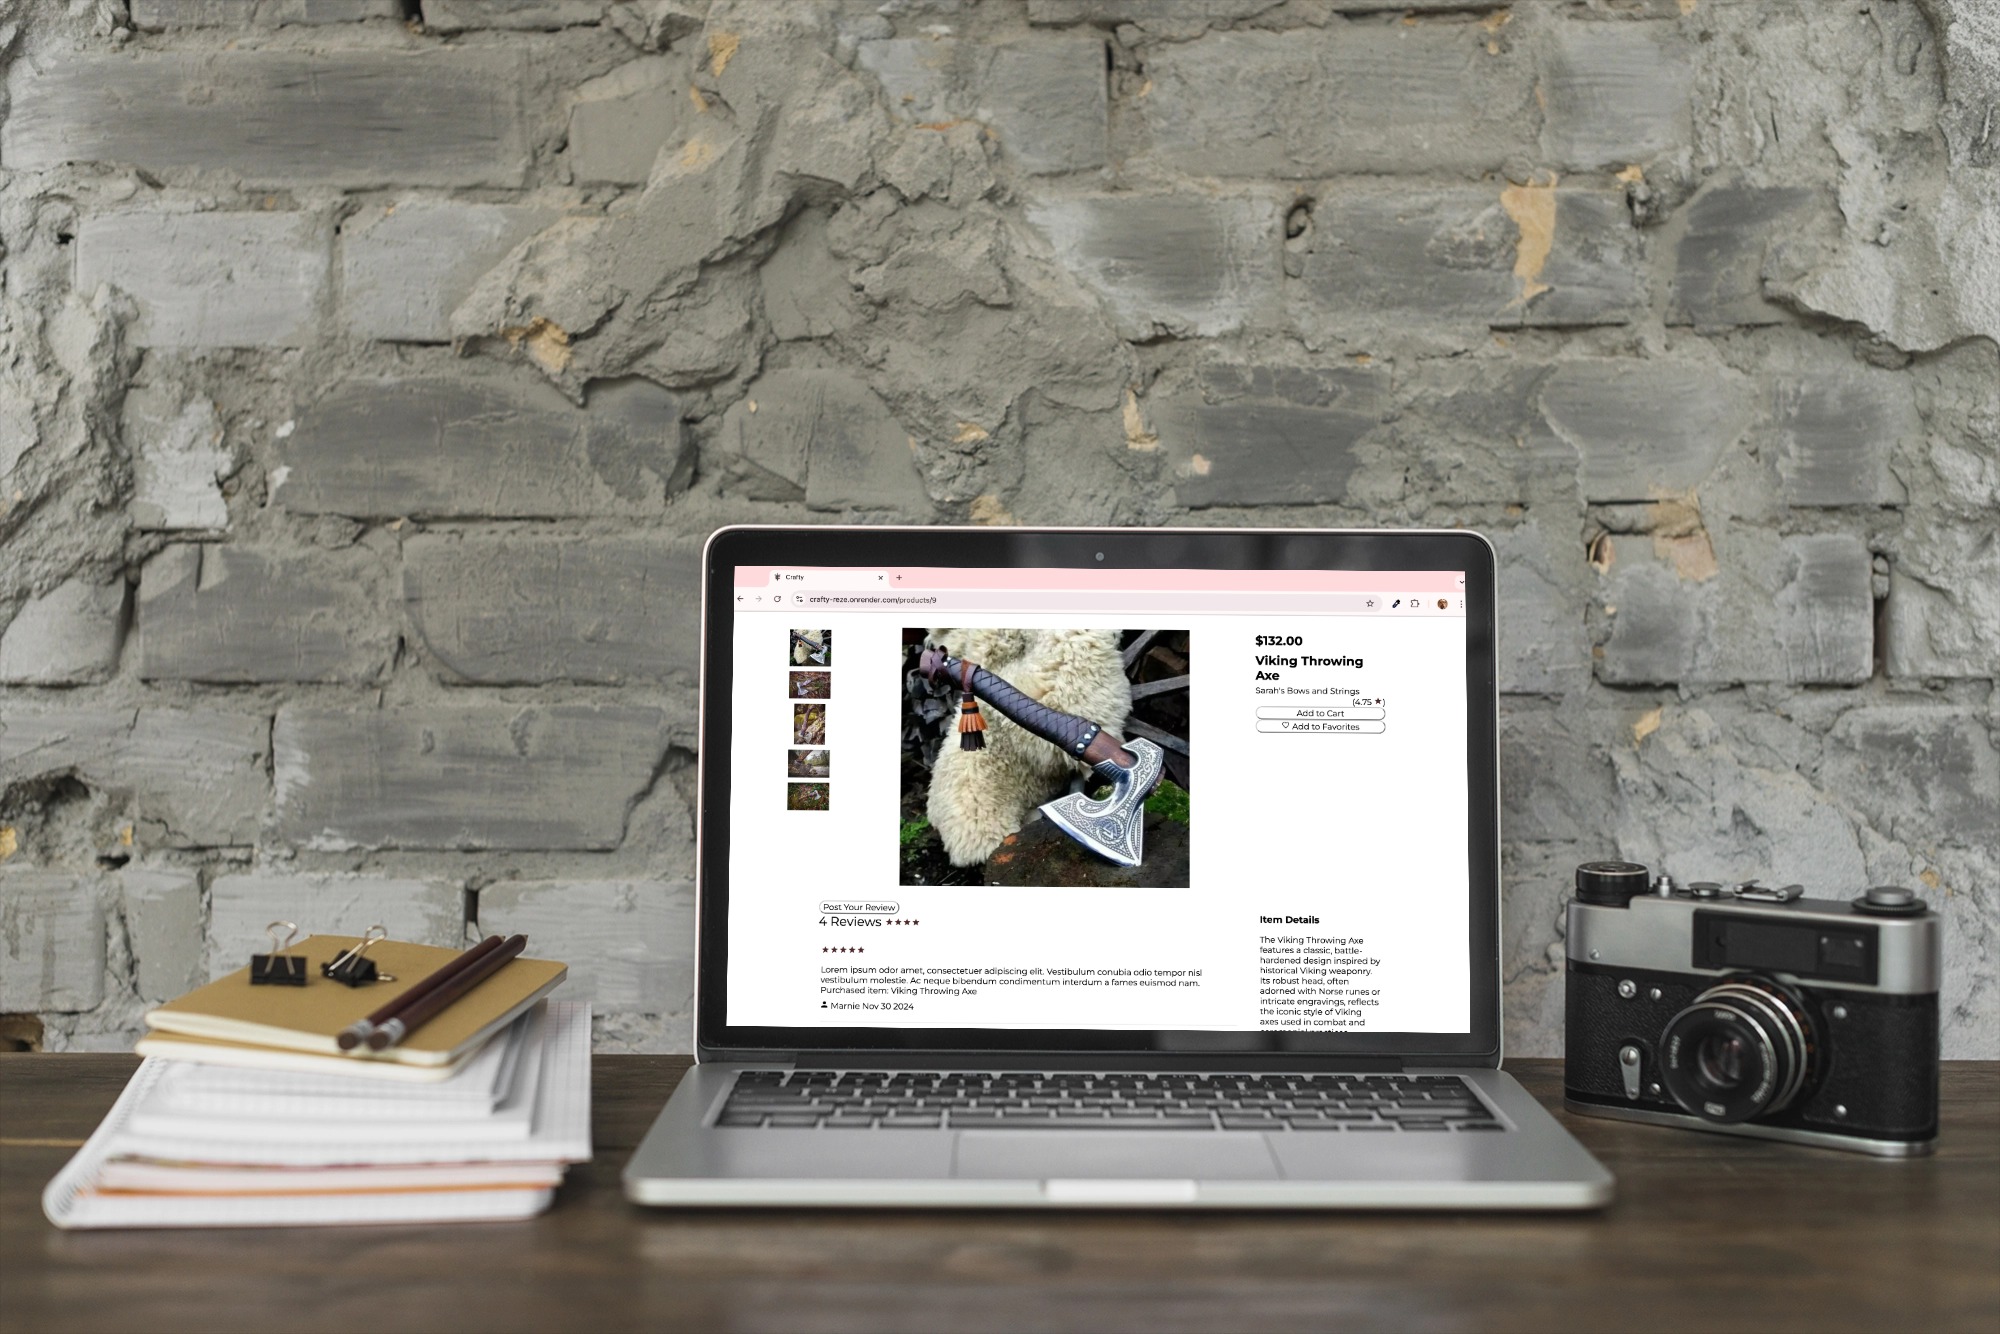 Crafty
crafty-reze.onrender.com/products/9
$132.00
Viking Throwing
Axe
Sarah's Bows and Strings
(4.75 ★)
Add to Cart
♡ Add to Favorites
Post Your Review
4 Reviews ★★★★
★★★★★
Lorem ipsum odor amet, consectetuer adipiscing elit. Vestibulum conubia odio tempor nisl
vestibulum molestie. Ac neque bibendum condimentum interdum a fames euismod nam.
Purchased item: Viking Throwing Axe
Marnie Nov 30 2024
Item Details
The Viking Throwing Axe
features a classic, battle-
hardened design inspired by
historical Viking weaponry.
Its robust head, often
adorned with Norse runes or
intricate engravings, reflects
the iconic style of Viking
axes used in combat and